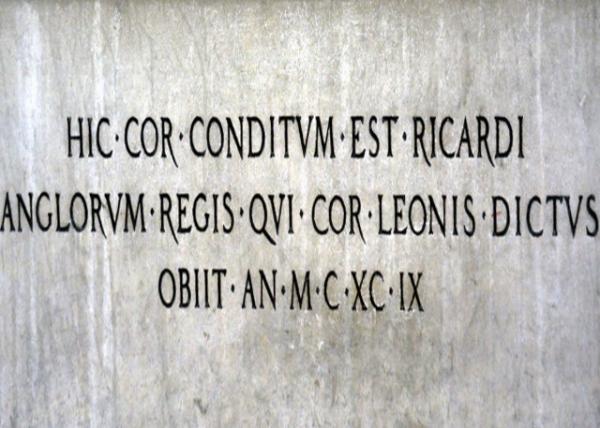 HIC·COR·CONDITVM·EST·RICARDI
ANGLORVM·REGIS·QVI·COR·LEONIS·DICTVS
OBIIT·AN·M·C·XC·IX